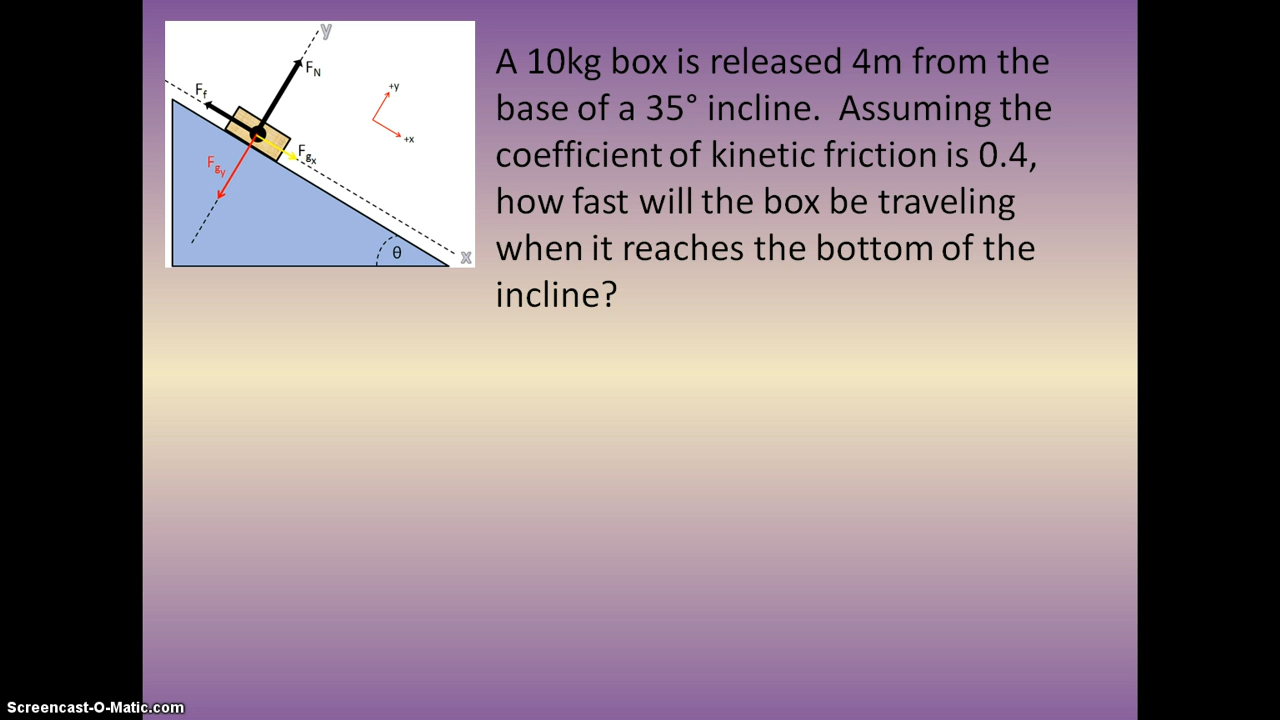 y
F_N
F_f
+y
+x
F_gx
F_gy
θ
x
A 10kg box is released 4m from the
base of a 35° incline.  Assuming the
coefficient of kinetic friction is 0.4,
how fast will the box be traveling
when it reaches the bottom of the
incline?
Screencast-O-Matic.com